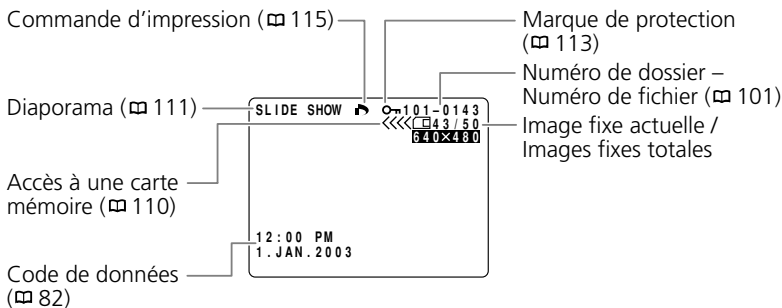 Commande d'impression (115)
Marque de protection
(113)
Numéro de dossier –
Numéro de fichier (101)
Diaporama (111)
SLIDE SHOW 101-0143
43/50
640×480
Image fixe actuelle /
Images fixes totales
Accès à une carte
mémoire (110)
12:00 PM
1.JAN.2003
Code de données
(82)